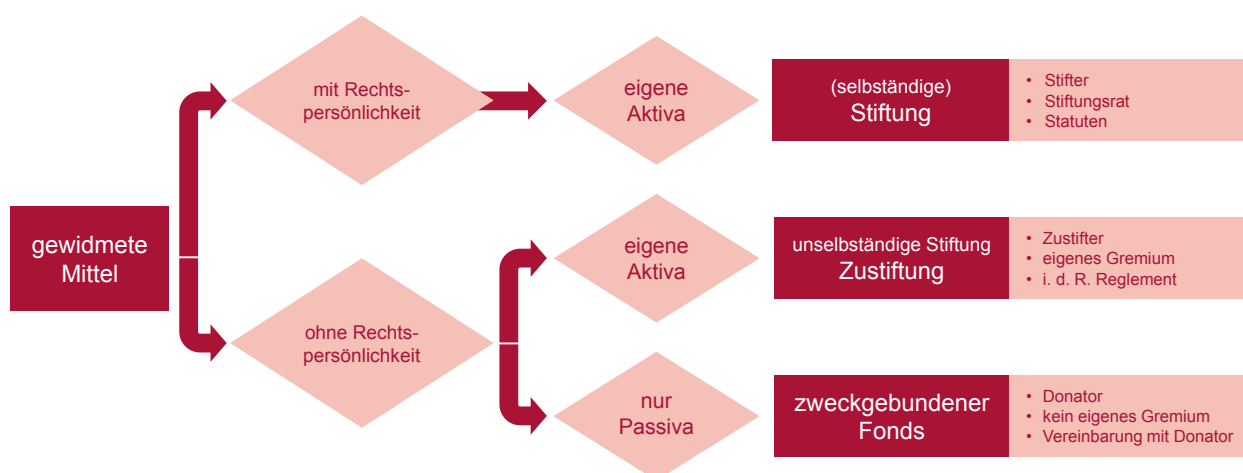 gewidmete
Mittel
mit Rechts-
persönlichkeit
eigene
Aktiva
(selbständige)
Stiftung
• Stifter
• Stiftungsrat
• Statuten
ohne Rechts-
persönlichkeit
eigene
Aktiva
unselbständige Stiftung
Zustiftung
• Zustifter
• eigenes Gremium
• i. d. R. Reglement
nur
Passiva
zweckgebundener
Fonds
• Donator
• kein eigenes Gremium
• Vereinbarung mit Donator